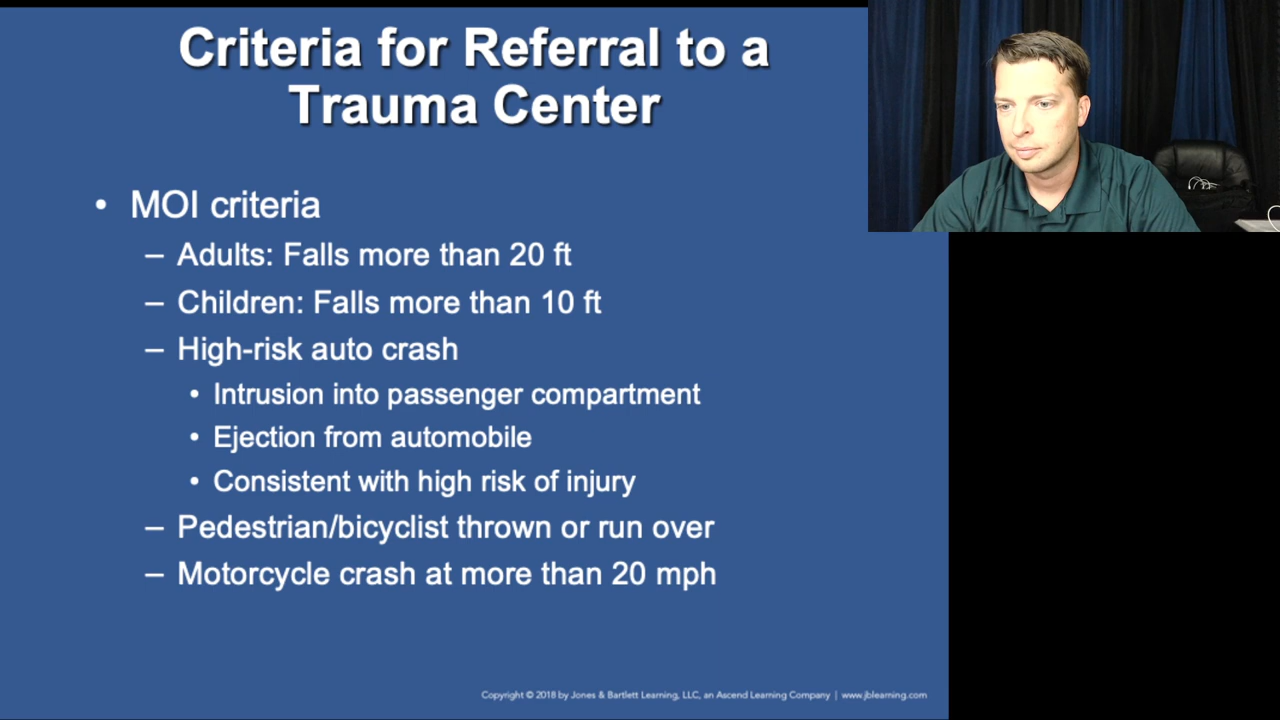 Criteria for Referral to a
Trauma Center
• MOI criteria
– Adults: Falls more than 20 ft
– Children: Falls more than 10 ft
– High-risk auto crash
• Intrusion into passenger compartment
• Ejection from automobile
• Consistent with high risk of injury
– Pedestrian/bicyclist thrown or run over
– Motorcycle crash at more than 20 mph
Copyright © 2018 by Jones & Bartlett Learning, LLC, an Ascend Learning Company | www.jblearning.com